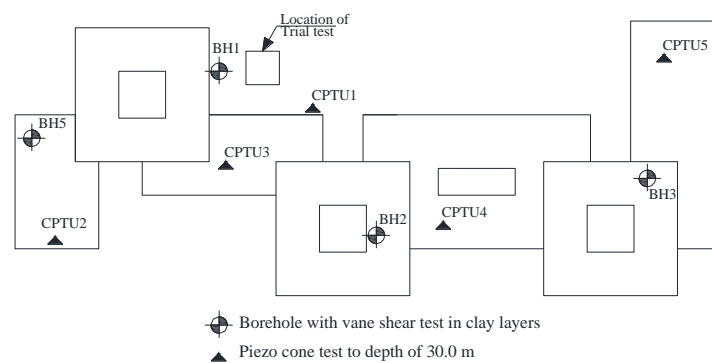 Location of
Trial test
BH1
CPTU5
CPTU1
BH5
CPTU3
BH3
CPTU2
BH2
CPTU4
Borehole with vane shear test in clay layers
Piezo cone test to depth of 30.0 m